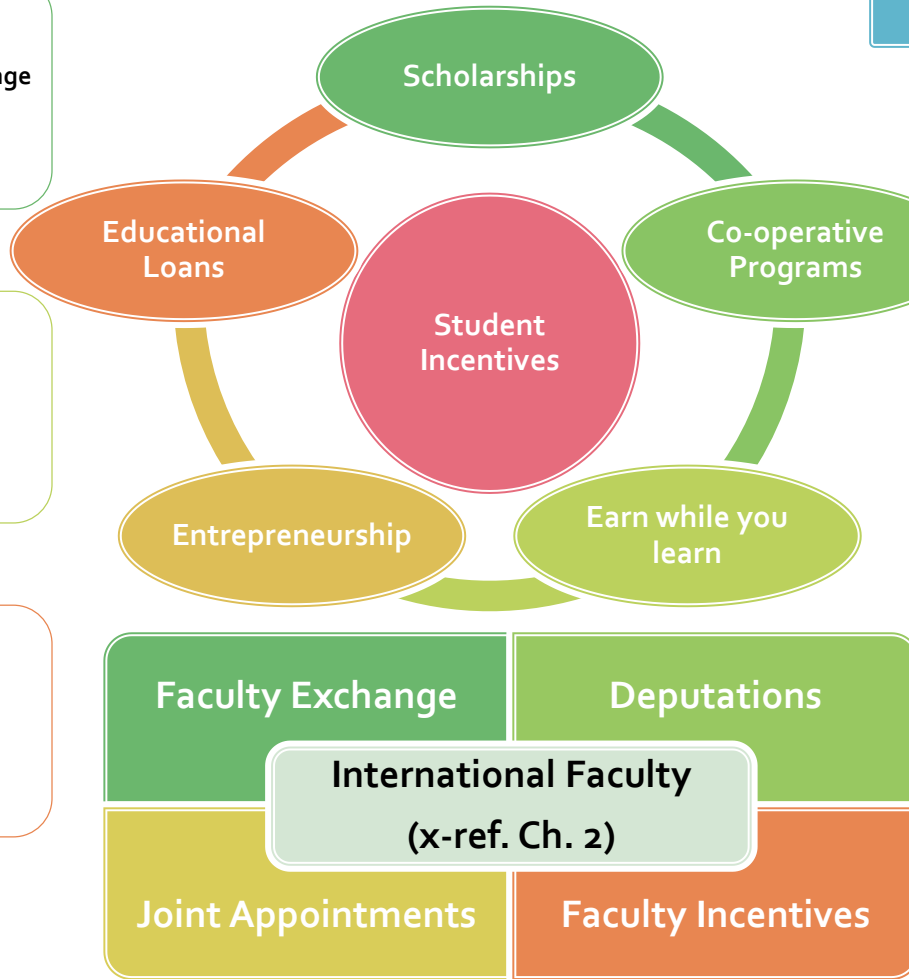 Scholarships
Educational
Loans
Co-operative
Programs
Student
Incentives
Entrepreneurship
Earn while you
learn
Faculty Exchange
Deputations
International Faculty
(x-ref. Ch. 2)
Joint Appointments
Faculty Incentives